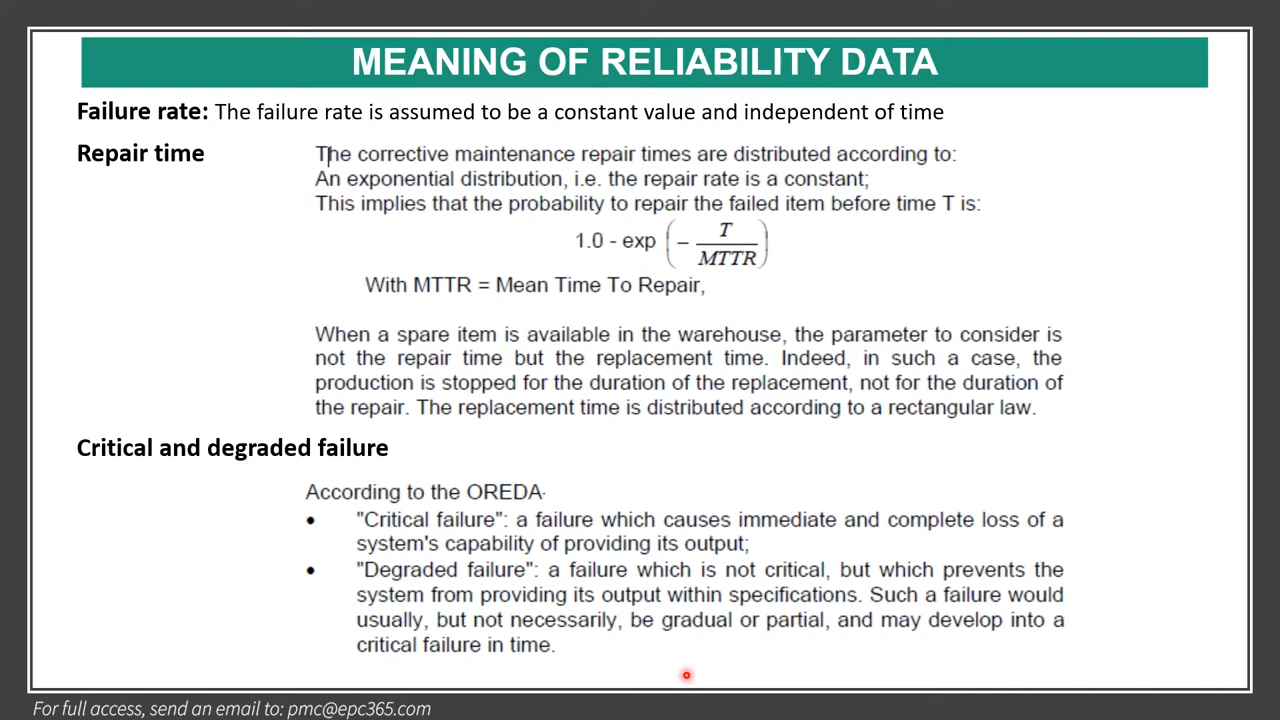 MEANING OF RELIABILITY DATA
Failure rate: The failure rate is assumed to be a constant value and independent of time
Repair time
The corrective maintenance repair times are distributed according to:
An exponential distribution, i.e. the repair rate is a constant;
This implies that the probability to repair the failed item before time T is:
1.0 - exp ( - T / MTTR )
With MTTR = Mean Time To Repair,
When a spare item is available in the warehouse, the parameter to consider is
not the repair time but the replacement time. Indeed, in such a case, the
production is stopped for the duration of the replacement, not for the duration of
the repair. The replacement time is distributed according to a rectangular law.
Critical and degraded failure
According to the OREDA·
• "Critical failure": a failure which causes immediate and complete loss of a
system's capability of providing its output;
• "Degraded failure": a failure which is not critical, but which prevents the
system from providing its output within specifications. Such a failure would
usually, but not necessarily, be gradual or partial, and may develop into a
critical failure in time.
For full access, send an email to: pmc@epc365.com